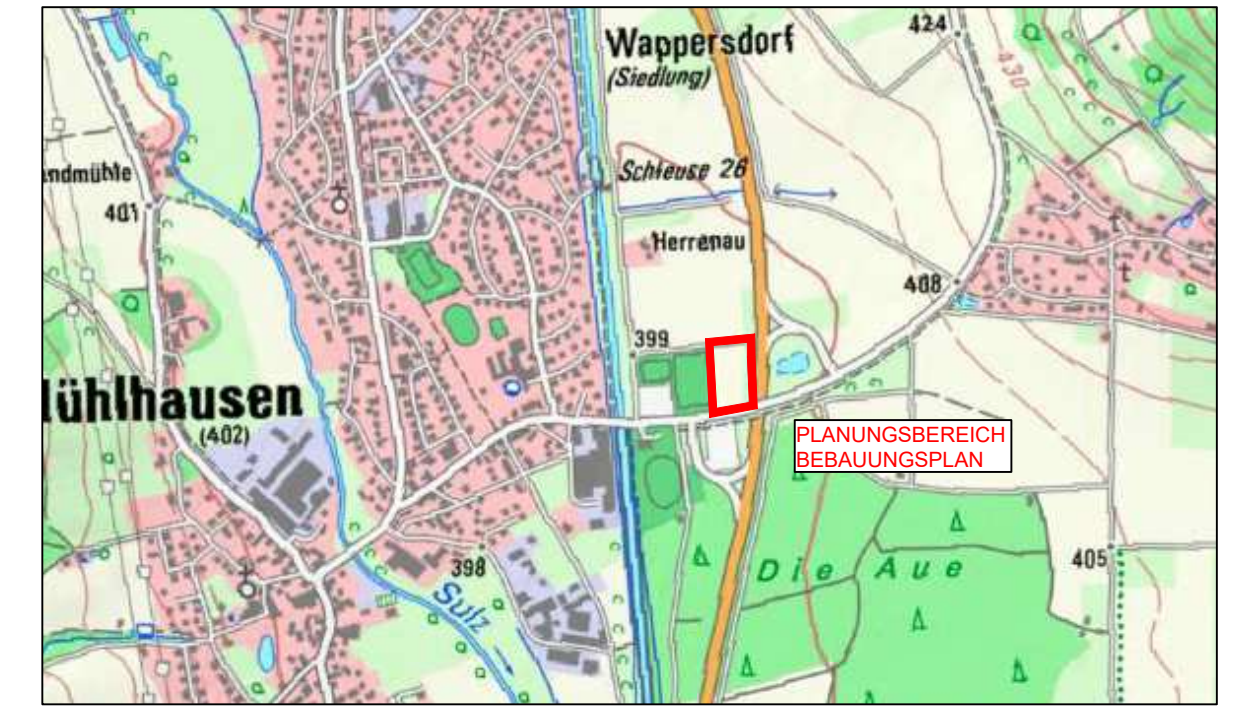 Wappersdorf
(Siedlung)
424
430
Schleuse 26
ndmühle
401
Herrenau
408
399
ühlhausen
(402)
PLANUNGSBEREICH
BEBAUUNGSPLAN
398
Sulz
Die Aue
405